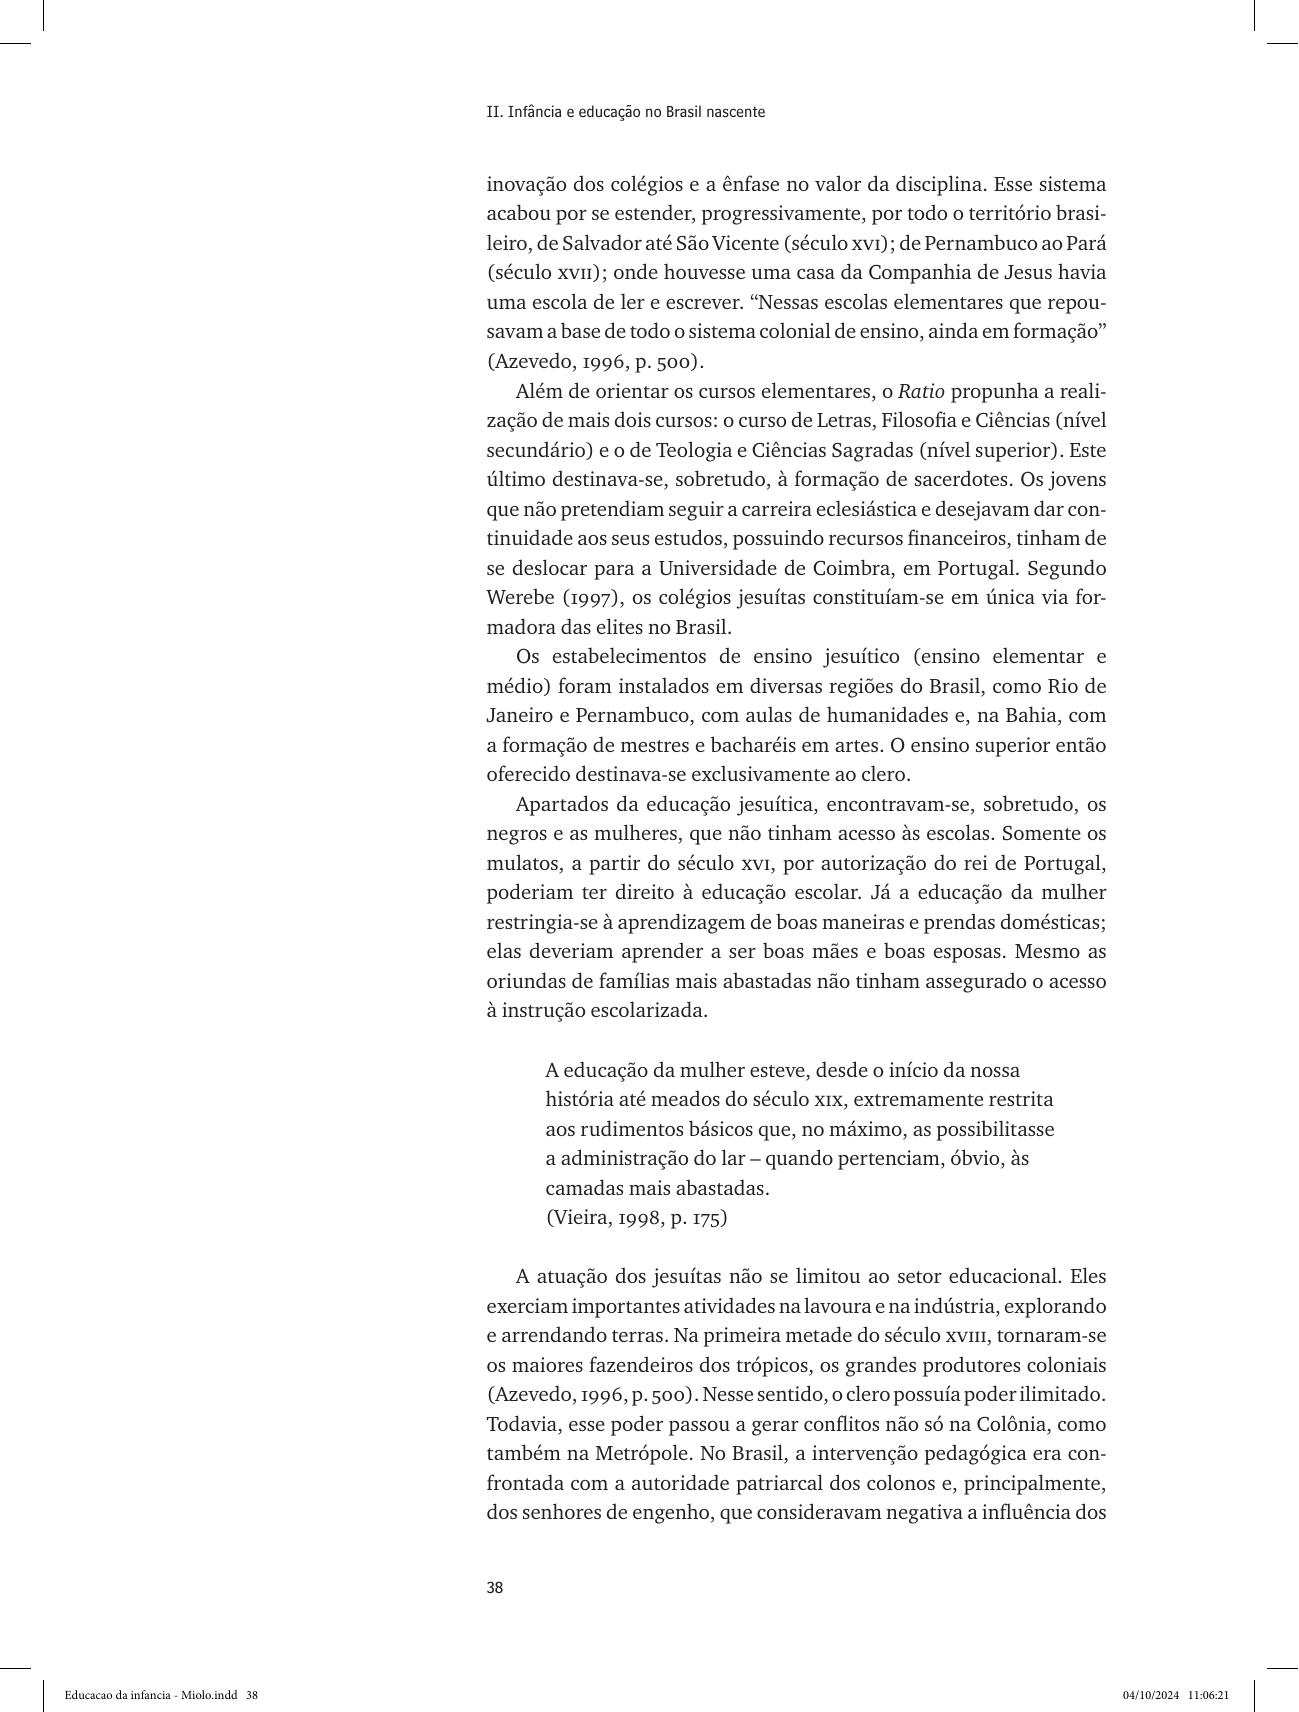 II. Infância e educação no Brasil nascente
inovação dos colégios e a ênfase no valor da disciplina. Esse sistema
acabou por se estender, progressivamente, por todo o território brasi-
leiro, de Salvador até São Vicente (século XVI); de Pernambuco ao Pará
(século XVII); onde houvesse uma casa da Companhia de Jesus havia
uma escola de ler e escrever. “Nessas escolas elementares que repou-
savam a base de todo o sistema colonial de ensino, ainda em formação”
(Azevedo, 1996, p. 500).
Além de orientar os cursos elementares, o Ratio propunha a reali-
zação de mais dois cursos: o curso de Letras, Filosofia e Ciências (nível
secundário) e o de Teologia e Ciências Sagradas (nível superior). Este
último destinava-se, sobretudo, à formação de sacerdotes. Os jovens
que não pretendiam seguir a carreira eclesiástica e desejavam dar con-
tinuidade aos seus estudos, possuindo recursos financeiros, tinham de
se deslocar para a Universidade de Coimbra, em Portugal. Segundo
Werebe (1997), os colégios jesuítas constituíam-se em única via for-
madora das elites no Brasil.
Os estabelecimentos de ensino jesuítico (ensino elementar e
médio) foram instalados em diversas regiões do Brasil, como Rio de
Janeiro e Pernambuco, com aulas de humanidades e, na Bahia, com
a formação de mestres e bacharéis em artes. O ensino superior então
oferecido destinava-se exclusivamente ao clero.
Apartados da educação jesuítica, encontravam-se, sobretudo, os
negros e as mulheres, que não tinham acesso às escolas. Somente os
mulatos, a partir do século XVI, por autorização do rei de Portugal,
poderiam ter direito à educação escolar. Já a educação da mulher
restringia-se à aprendizagem de boas maneiras e prendas domésticas;
elas deveriam aprender a ser boas mães e boas esposas. Mesmo as
oriundas de famílias mais abastadas não tinham assegurado o acesso
à instrução escolarizada.
A educação da mulher esteve, desde o início da nossa
história até meados do século XIX, extremamente restrita
aos rudimentos básicos que, no máximo, as possibilitasse
a administração do lar – quando pertenciam, óbvio, às
camadas mais abastadas.
(Vieira, 1998, p. 175)
A atuação dos jesuítas não se limitou ao setor educacional. Eles
exerciam importantes atividades na lavoura e na indústria, explorando
e arrendando terras. Na primeira metade do século XVIII, tornaram-se
os maiores fazendeiros dos trópicos, os grandes produtores coloniais
(Azevedo, 1996, p. 500). Nesse sentido, o clero possuía poder ilimitado.
Todavia, esse poder passou a gerar conflitos não só na Colônia, como
também na Metrópole. No Brasil, a intervenção pedagógica era con-
frontada com a autoridade patriarcal dos colonos e, principalmente,
dos senhores de engenho, que consideravam negativa a influência dos
38
Educacao da infancia - Miolo.indd 38
04/10/2024 11:06:21